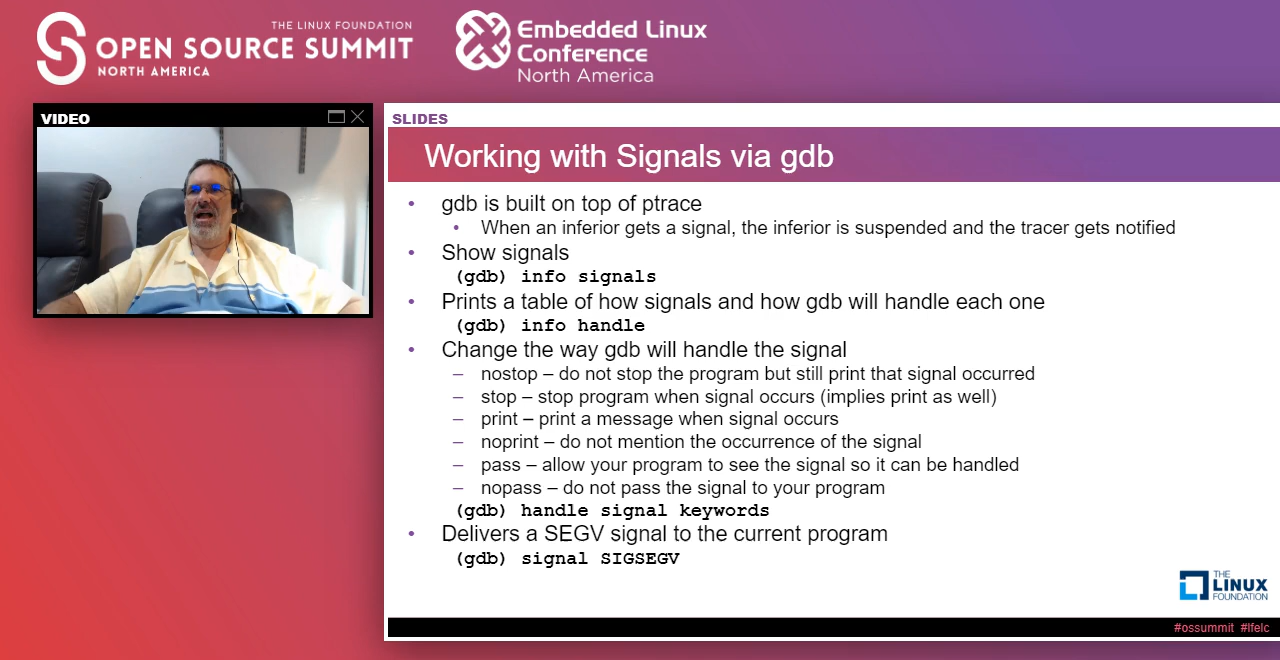 THE LINUX FOUNDATION
OPEN SOURCE SUMMIT
NORTH AMERICA
Embedded Linux
Conference
North America
VIDEO
SLIDES
Working with Signals via gdb
• gdb is built on top of ptrace
• When an inferior gets a signal, the inferior is suspended and the tracer gets notified
• Show signals
(gdb) info signals
• Prints a table of how signals and how gdb will handle each one
(gdb) info handle
• Change the way gdb will handle the signal
– nostop – do not stop the program but still print that signal occurred
– stop – stop program when signal occurs (implies print as well)
– print – print a message when signal occurs
– noprint – do not mention the occurrence of the signal
– pass – allow your program to see the signal so it can be handled
– nopass – do not pass the signal to your program
(gdb) handle signal keywords
• Delivers a SEGV signal to the current program
(gdb) signal SIGSEGV
THE
LINUX
FOUNDATION
#ossummit #lfelc